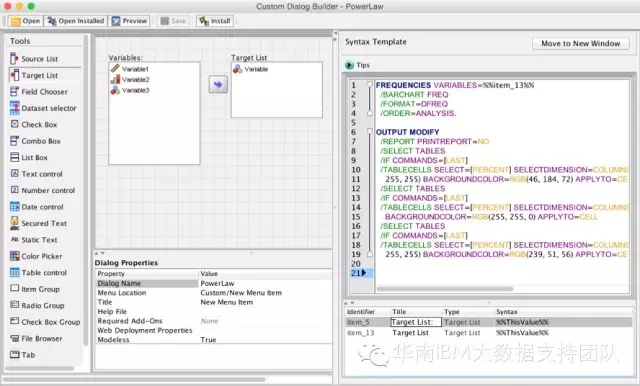 Custom Dialog Builder - PowerLaw
Open
Open Installed
Preview
Save
Install
Tools
Source List
Target List
Field Chooser
Dataset selector
Check Box
Combo Box
List Box
Text control
Number control
Date control
Secured Text
Static Text
Color Picker
Table control
Item Group
Radio Group
Check Box Group
File Browser
Tab
Variables:
Variable1
Variable2
Variable3
Target List
Variable
Dialog Properties
Property Value
Dialog Name PowerLaw
Menu Location Custom/New Menu Item
Title New Menu Item
Help File
Required Add-Ons None
Web Deployment Properties
Modeless True
Syntax Template
Move to New Window
Tips
1 FREQUENCIES VARIABLES=%%item_13%%
2 /BARCHART FREQ
3 /FORMAT=DFREQ
4 /ORDER=ANALYSIS.
5
6 OUTPUT MODIFY
7 /REPORT PRINTREPORT=NO
8 /SELECT TABLES
9 /IF COMMANDS=[LAST]
10 /TABLECELLS SELECT=[PERCENT] SELECTDIMENSION=COLUMNS
11 255, 255) BACKGROUNDCOLOR=RGB(46, 184, 72) APPLYTO=CE
12 /SELECT TABLES
13 /IF COMMANDS=[LAST]
14 /TABLECELLS SELECT=[PERCENT] SELECTDIMENSION=COLUMNS
15 BACKGROUNDCOLOR=RGB(255, 255, 0) APPLYTO=CELL
16 /SELECT TABLES
17 /IF COMMANDS=[LAST]
18 /TABLECELLS SELECT=[PERCENT] SELECTDIMENSION=COLUMNS
19 255, 255) BACKGROUNDCOLOR=RGB(239, 51, 56) APPLYTO=CE
20
21
Identifier Title Type Syntax
item_5 Target List: Target List %%ThisValue%%
item_13 Target List Target List %%ThisValue%%
华南IBM大数据支持团队